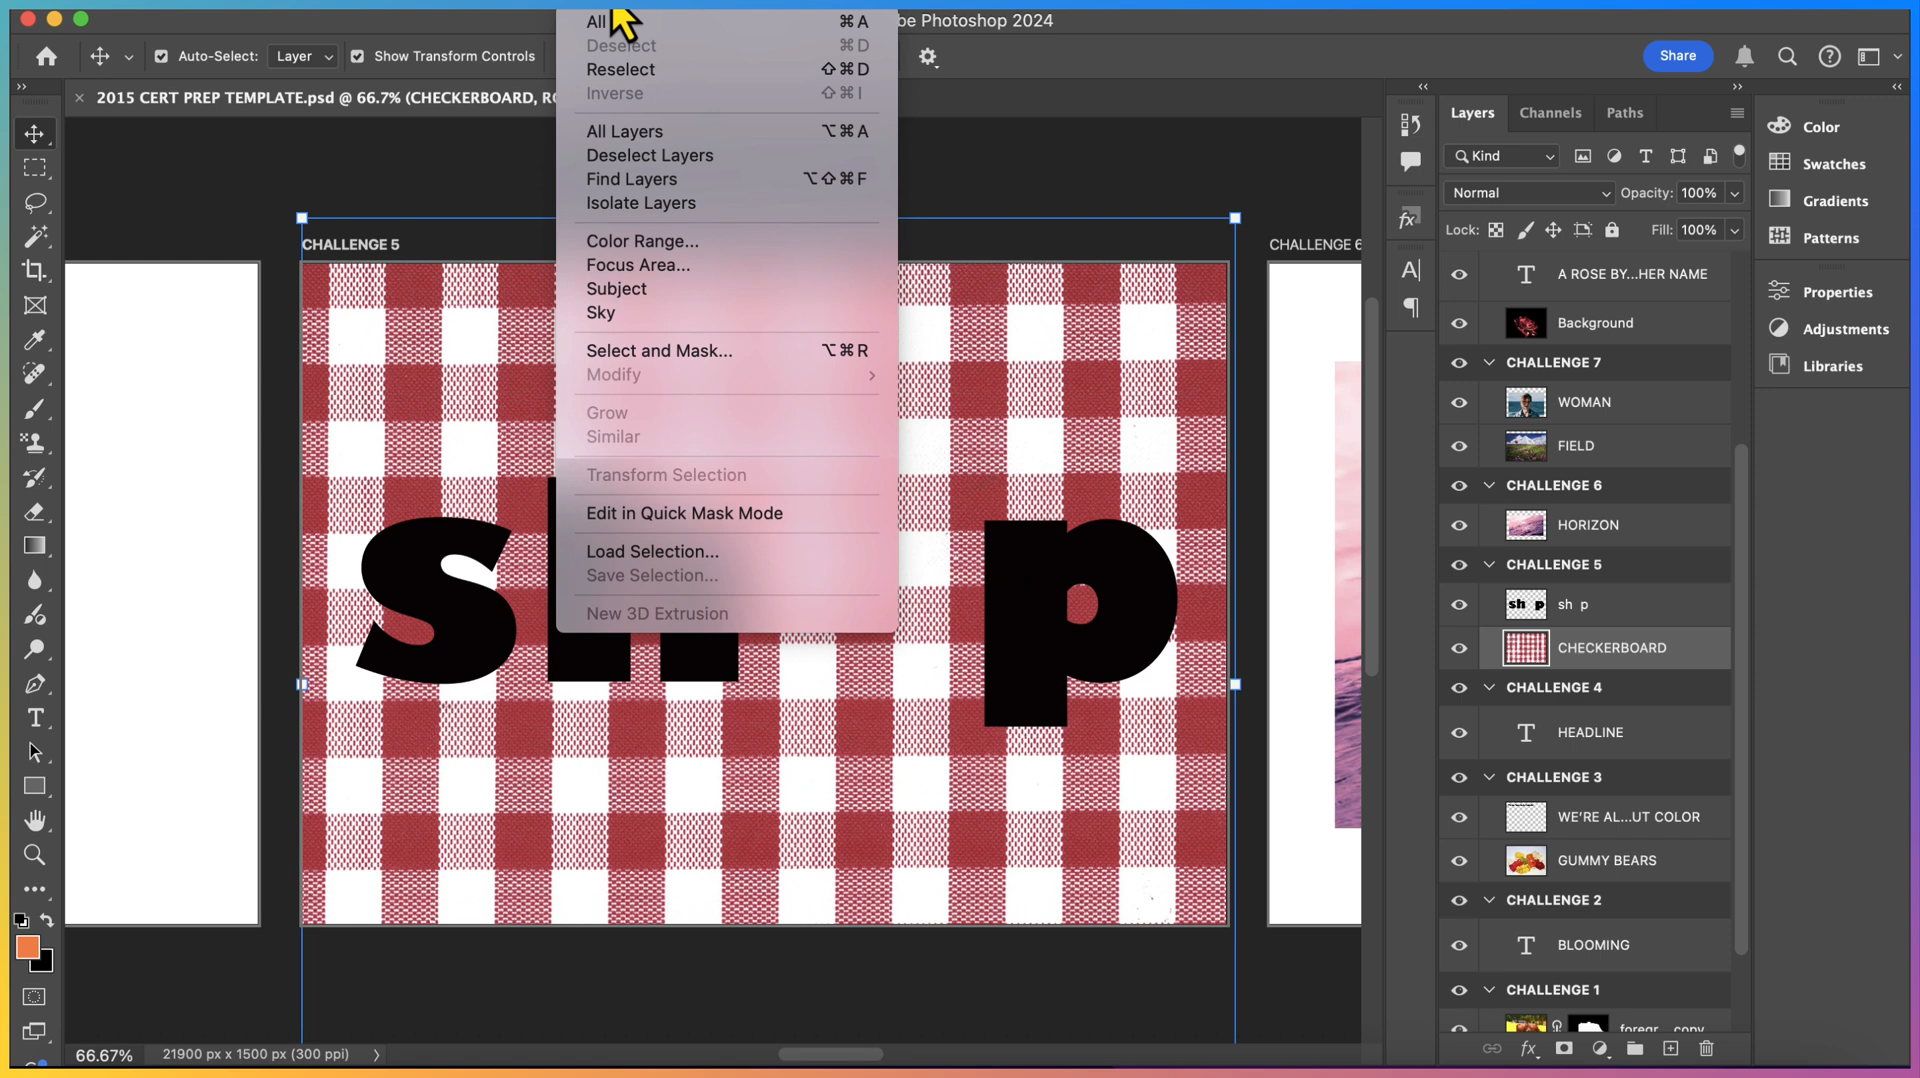 be Photoshop 2024
Auto-Select:
Layer
Show Transform Controls
Share
× 2015 CERT PREP TEMPLATE.psd @ 66.7% (CHECKERBOARD, RG
All ⌘ A
Deselect ⌘ D
Reselect ⇧ ⌘ D
Inverse ⇧ ⌘ I
All Layers ⌥ ⌘ A
Deselect Layers
Find Layers ⌥ ⇧ ⌘ F
Isolate Layers
Color Range...
Focus Area...
Subject
Sky
Select and Mask... ⌥ ⌘ R
Modify >
Grow
Similar
Transform Selection
Edit in Quick Mask Mode
Load Selection...
Save Selection...
New 3D Extrusion
CHALLENGE 5
CHALLENGE 6
sh p
66.67%
21900 px x 1500 px (300 ppi) >
Layers
Channels
Paths
Kind
Normal
Opacity: 100%
Lock:
Fill: 100%
A ROSE BY...HER NAME
Background
CHALLENGE 7
WOMAN
FIELD
CHALLENGE 6
HORIZON
CHALLENGE 5
sh p
sh p
CHECKERBOARD
CHALLENGE 4
HEADLINE
CHALLENGE 3
WE'RE AL...UT COLOR
GUMMY BEARS
CHALLENGE 2
BLOOMING
CHALLENGE 1
Color
Swatches
Gradients
Patterns
Properties
Adjustments
Libraries